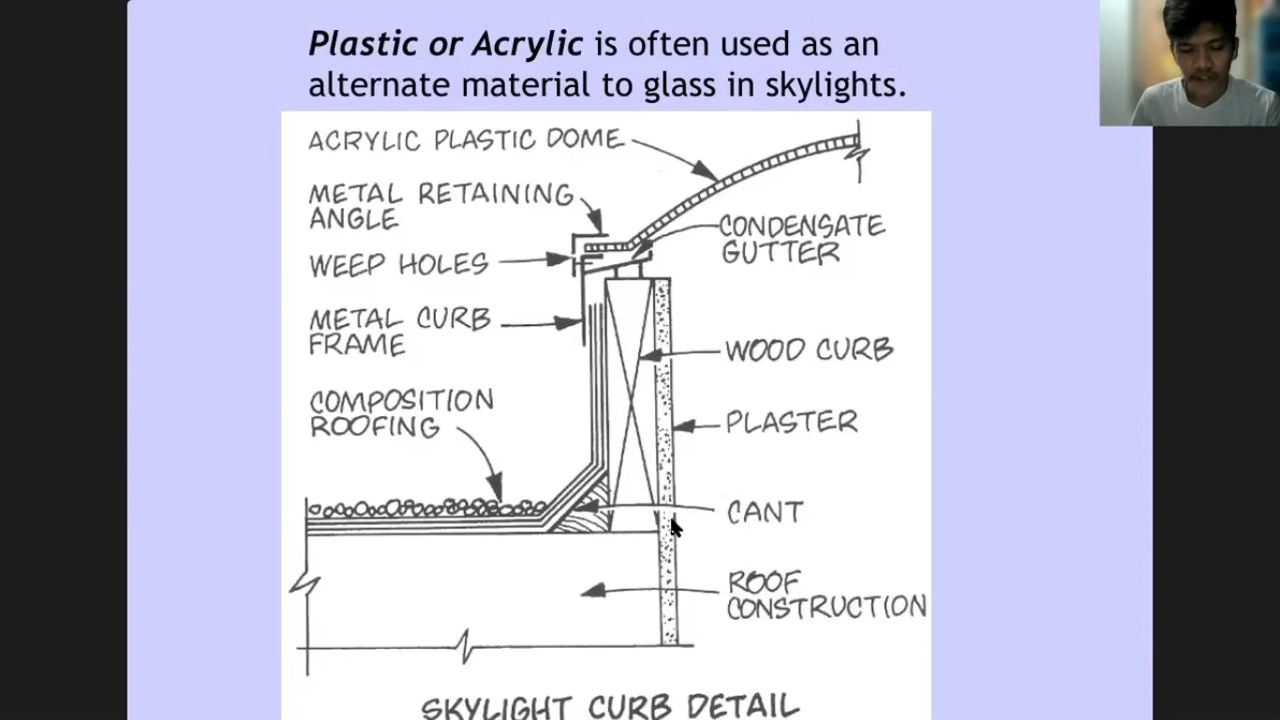 Plastic or Acrylic is often used as an
alternate material to glass in skylights.
ACRYLIC PLASTIC DOME
METAL RETAINING
ANGLE
CONDENSATE
GUTTER
WEEP HOLES
METAL CURB
FRAME
WOOD CURB
COMPOSITION
ROOFING
PLASTER
CANT
ROOF
CONSTRUCTION
SKYLIGHT CURB DETAIL